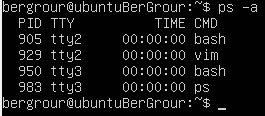 bergrour@ubuntuBerGrour:~$ ps -a
PID TTY TIME CMD
905 tty2 00:00:00 bash
929 tty2 00:00:00 vim
950 tty3 00:00:00 bash
983 tty3 00:00:00 ps
bergrour@ubuntuBerGrour:~$ _